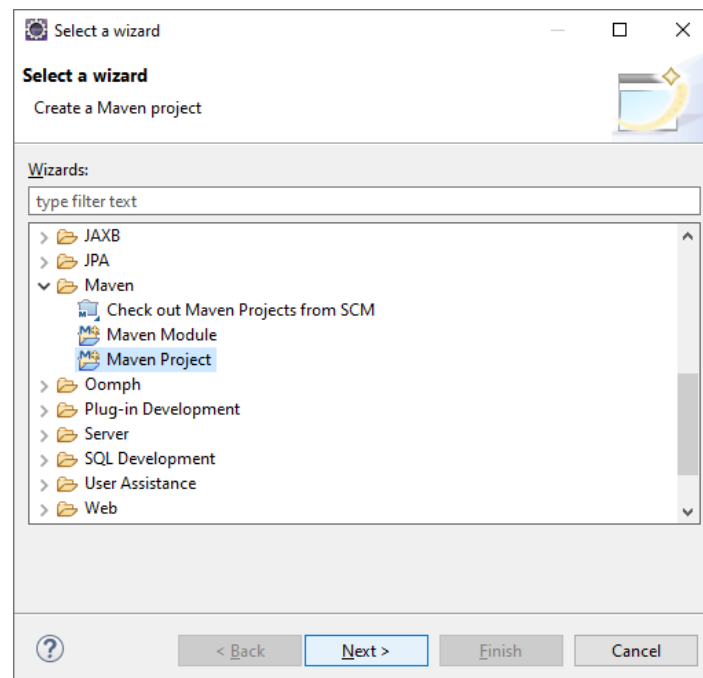 Select a wizard
Select a wizard
Create a Maven project
Wizards:
type filter text
JAXB
JPA
Maven
Check out Maven Projects from SCM
Maven Module
Maven Project
Oomph
Plug-in Development
Server
SQL Development
User Assistance
Web
? < Back Next > Finish Cancel